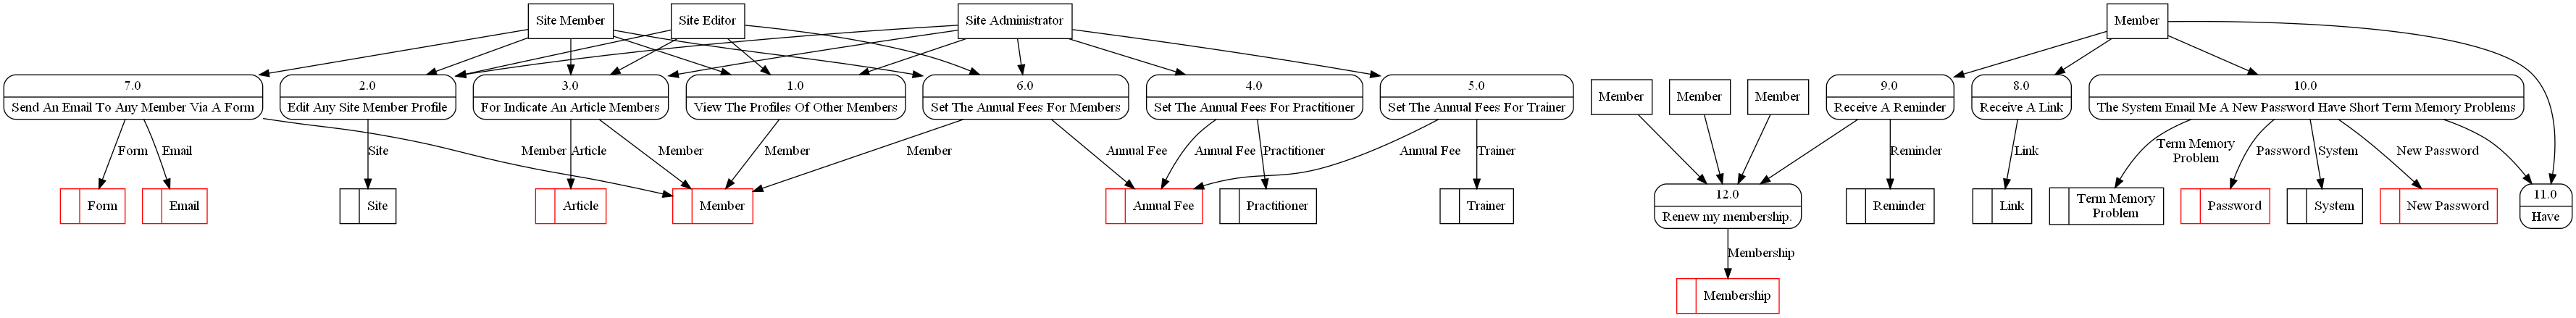 Site Member
Site Editor
Site Administrator
Member
7.0
Send An Email To Any Member Via A Form
2.0
Edit Any Site Member Profile
3.0
For Indicate An Article Members
1.0
View The Profiles Of Other Members
6.0
Set The Annual Fees For Members
4.0
Set The Annual Fees For Practitioner
5.0
Set The Annual Fees For Trainer
Member
Member
Member
9.0
Receive A Reminder
8.0
Receive A Link
10.0
The System Email Me A New Password Have Short Term Memory Problems
Form
Email
Site
Member
Article
Member
Member
Member
Annual Fee
Annual Fee
Practitioner
Annual Fee
Trainer
Reminder
Link
Term Memory
Problem
Password
System
New Password
Form
Email
Site
Article
Member
Annual Fee
Practitioner
Trainer
12.0
Renew my membership.
Reminder
Link
Term Memory
Problem
Password
System
New Password
11.0
Have
Membership
Membership